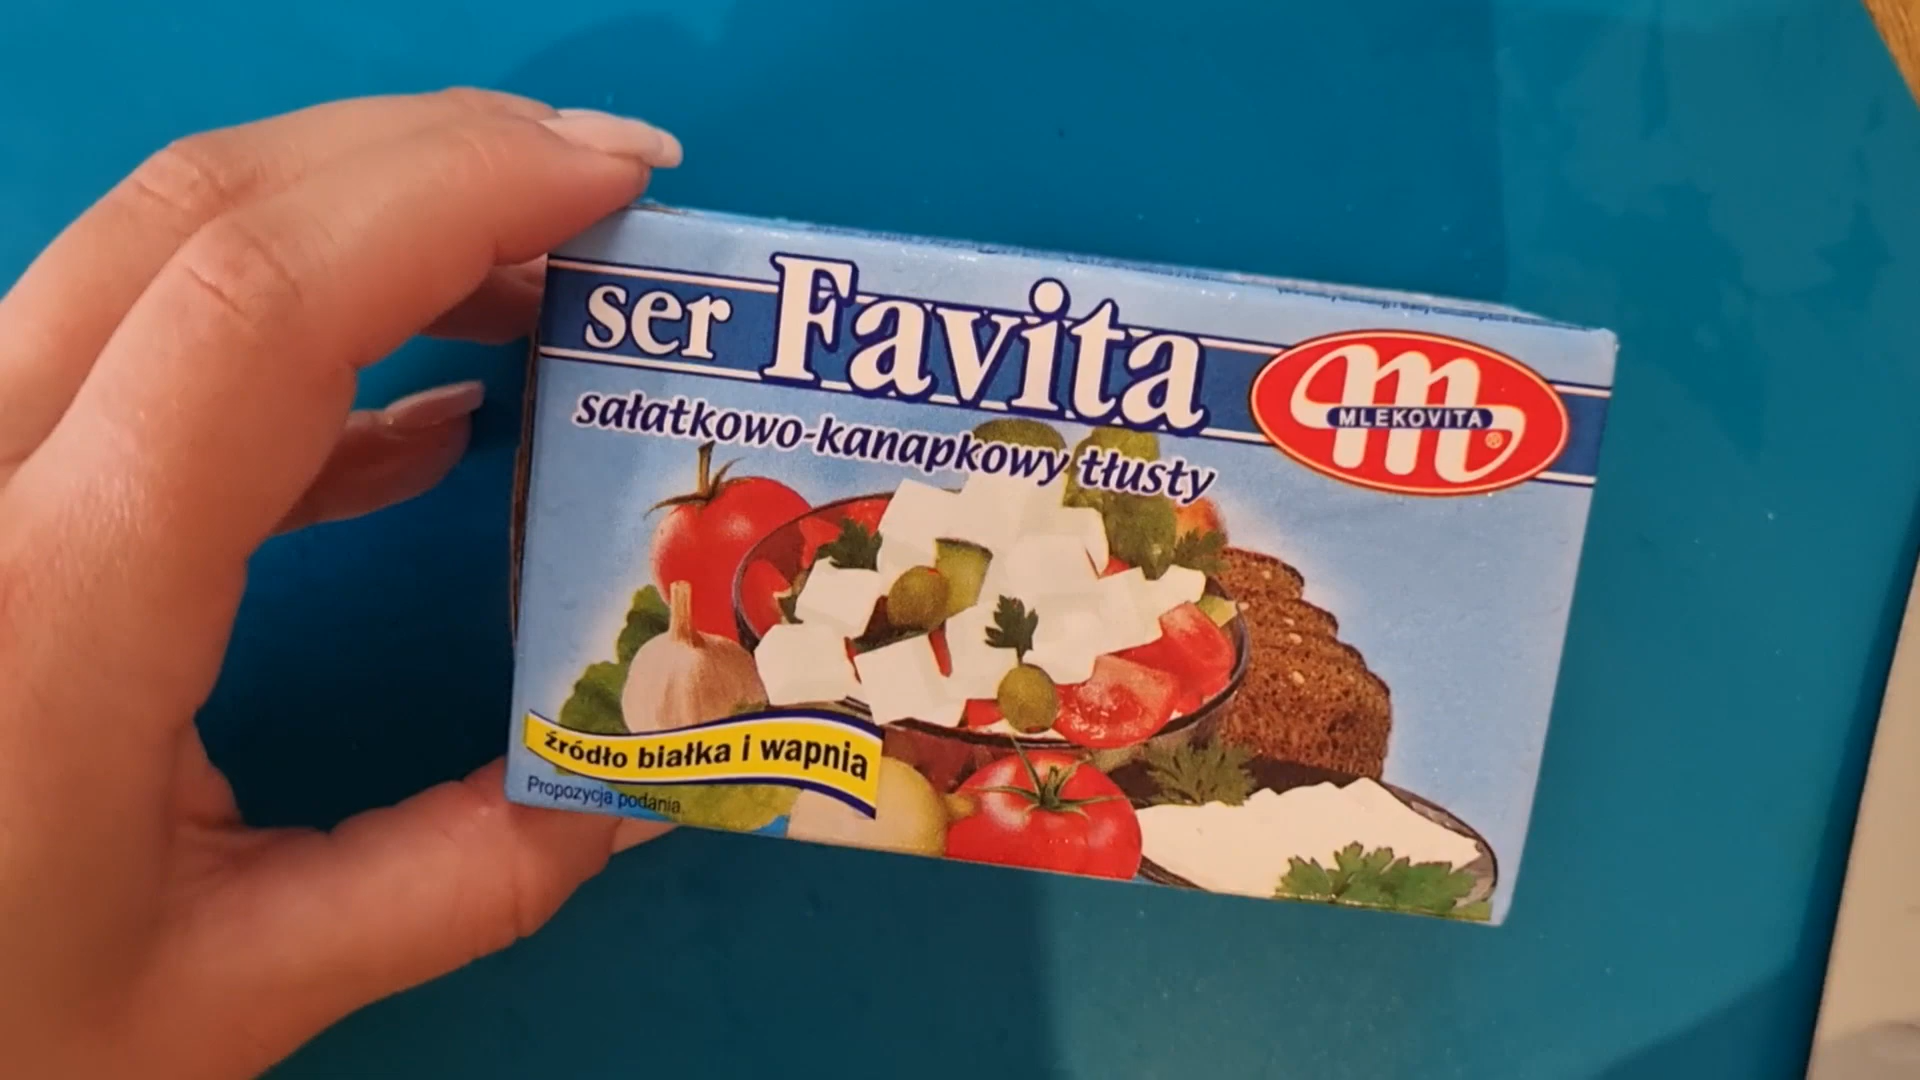 ser Favita
MLEKOVITA
®
sałatkowo-kanapkowy tłusty
źródło białka i wapnia
Propozycja podania